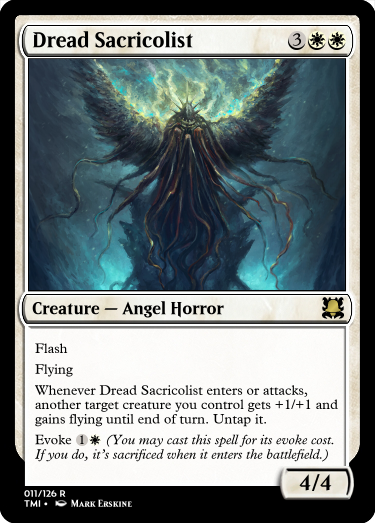 Dread Sacricolist 3
Creature — Angel Horror
Flash
Flying
Whenever Dread Sacricolist enters or attacks,
another target creature you control gets +1/+1 and
gains flying until end of turn. Untap it.
Evoke 1 (You may cast this spell for its evoke cost.
If you do, it's sacrificed when it enters the battlefield.)
4/4
011/126 R
TMI • Mark Erskine